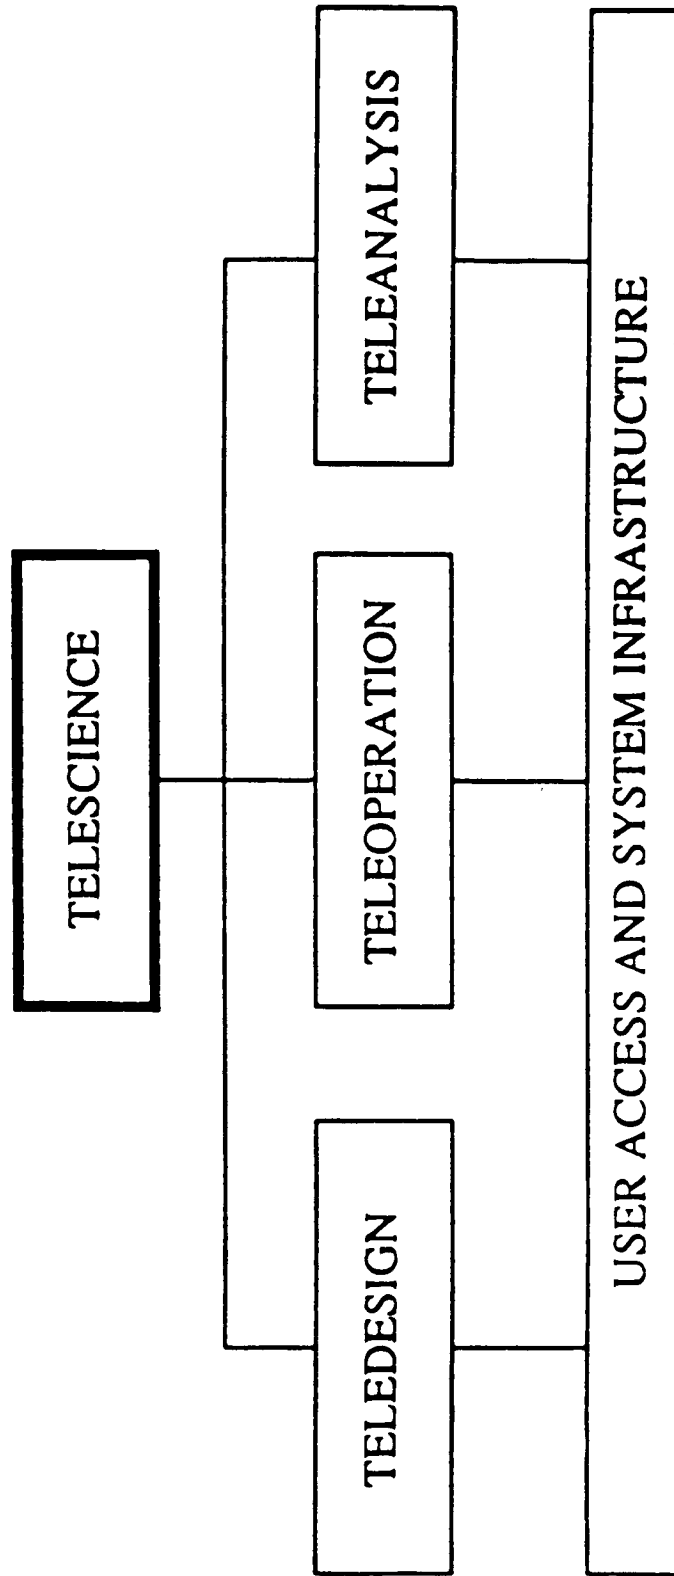 TELESCIENCE
TELEDESIGN
TELEOPERATION
TELEANALYSIS
USER ACCESS AND SYSTEM INFRASTRUCTURE